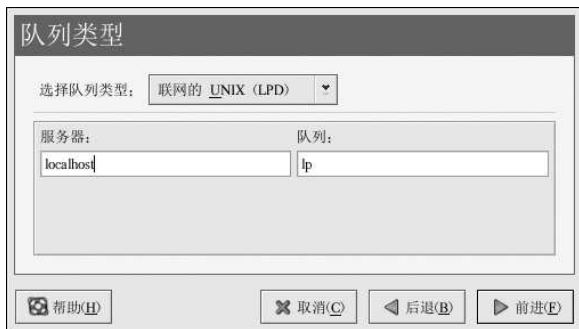 队列类型
选择队列类型： 联网的 UNIX (LPD)
服务器： 队列：
localhost lp
帮助(H) 取消(C) 后退(B) 前进(F)